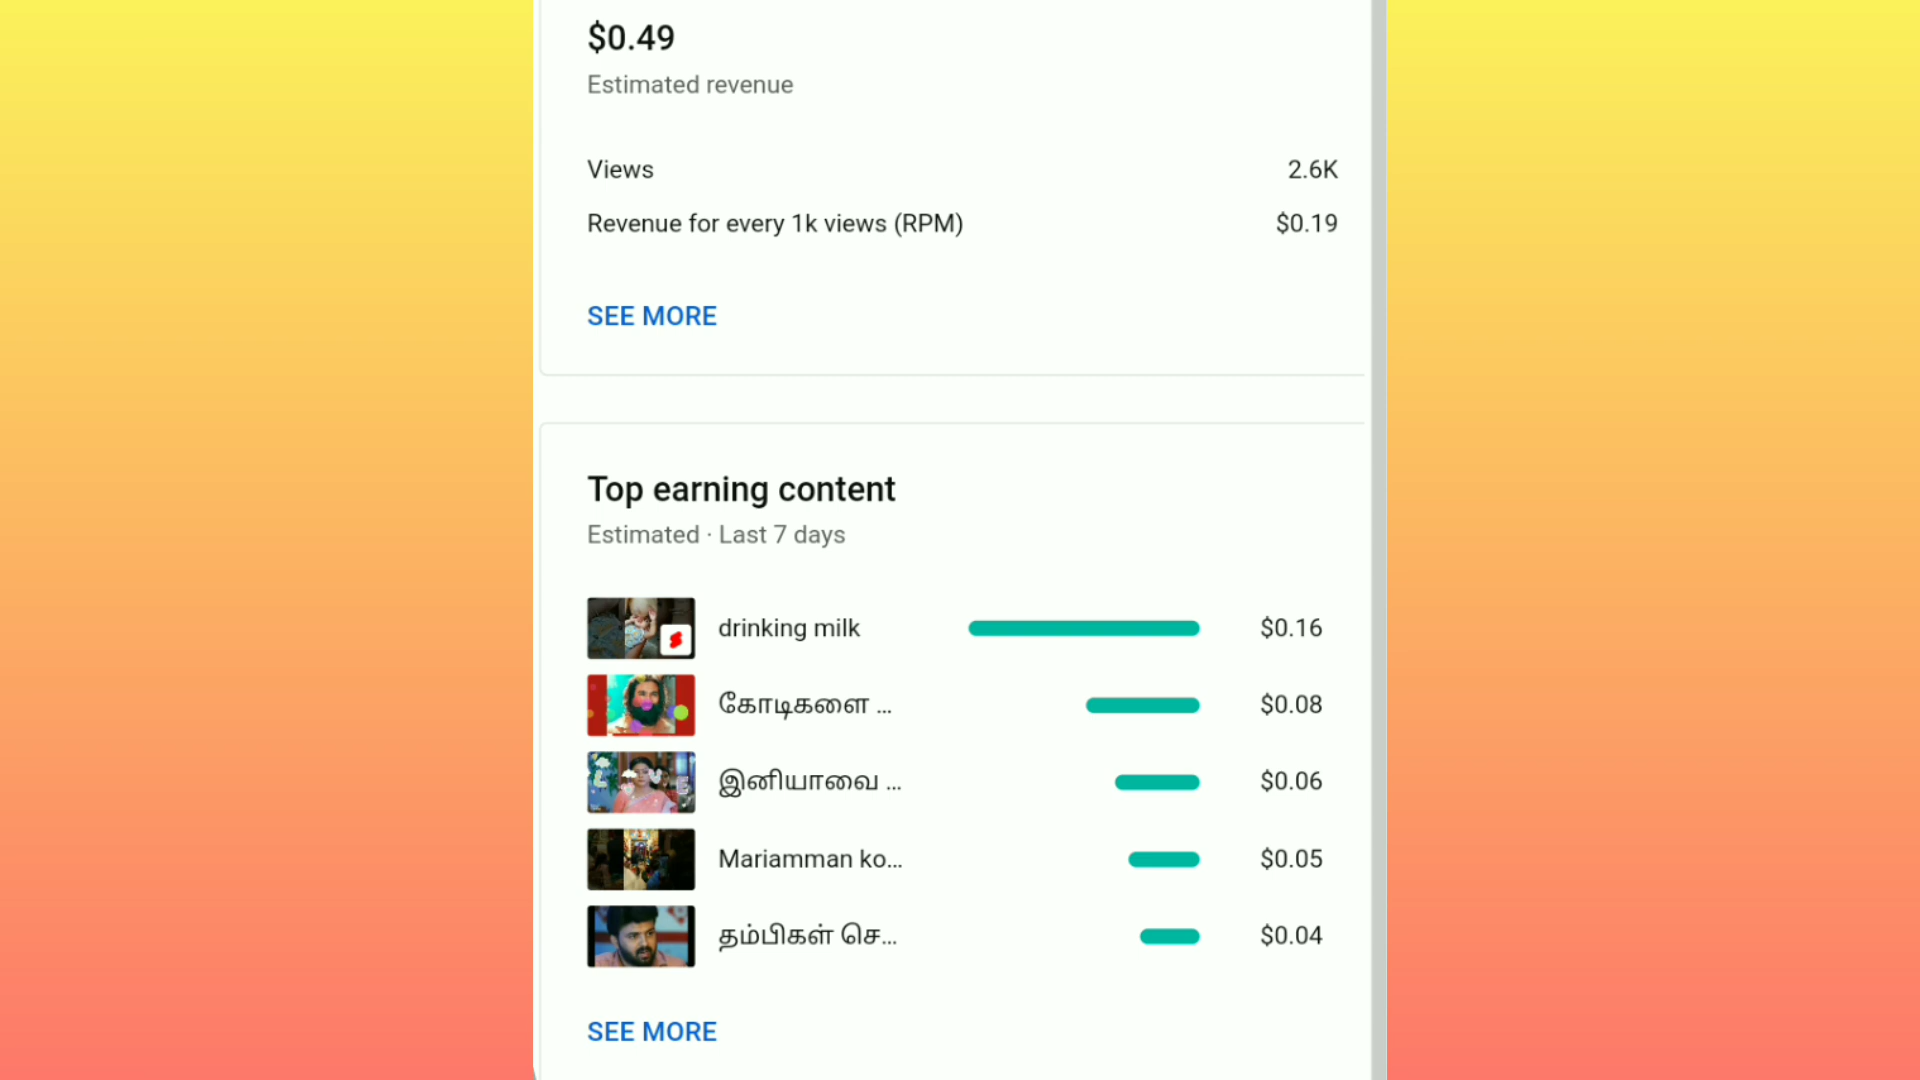 $0.49
Estimated revenue
Views 2.6K
Revenue for every 1k views (RPM) $0.19
SEE MORE
Top earning content
Estimated · Last 7 days
drinking milk $0.16
கோடிகளை ... $0.08
இனியாவை ... $0.06
Mariamman ko... $0.05
தம்பிகள் செ... $0.04
SEE MORE